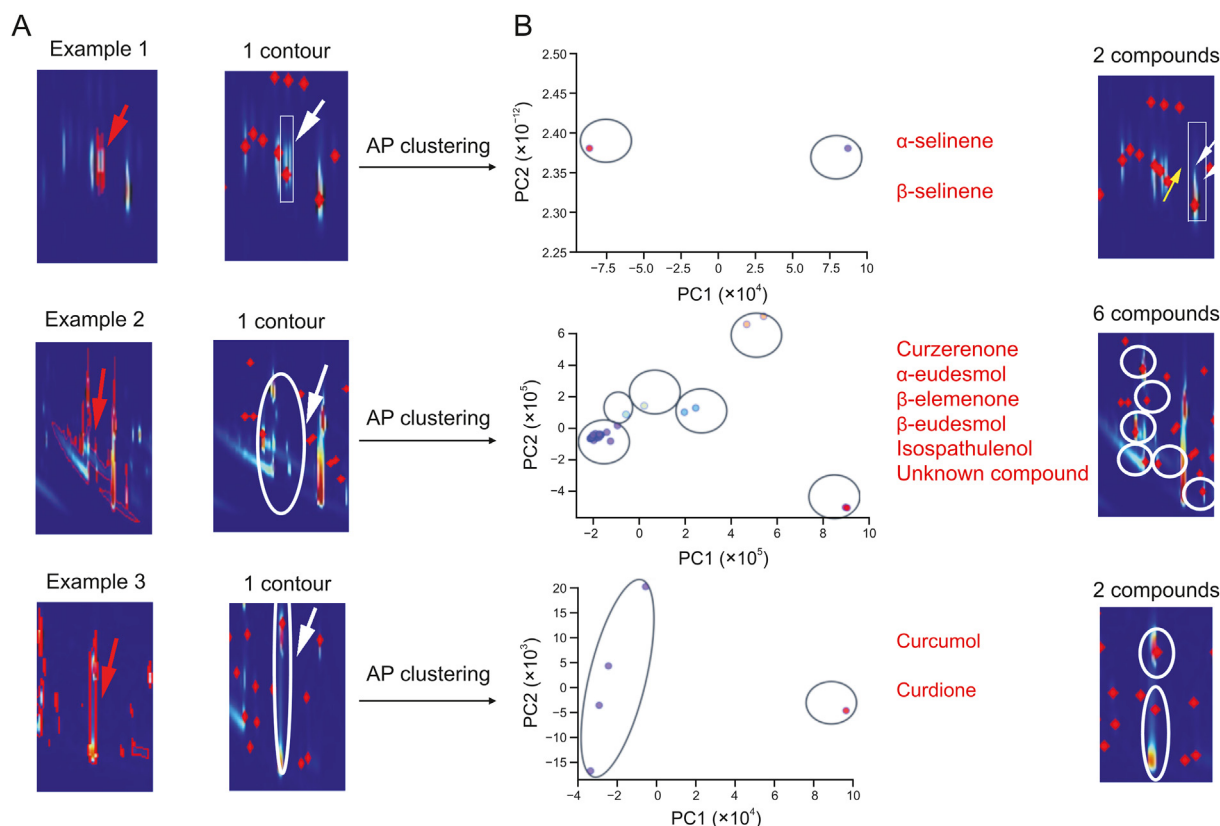 A
B
Example 1
1 contour
AP clustering
PC2 (×10⁻¹²)
2.50
2.45
2.40
2.35
2.30
2.25
−7.5
−5.0
−2.5
0
2.5
5.0
7.5
10
PC1 (×10⁴)
α-selinene
β-selinene
2 compounds
Example 2
1 contour
AP clustering
PC2 (×10⁵)
6
4
2
0
−2
−4
−2
0
2
4
6
8
10
PC1 (×10⁵)
Curzerenone
α-eudesmol
β-elemenone
β-eudesmol
Isospathulenol
Unknown compound
6 compounds
Example 3
1 contour
AP clustering
PC2 (×10³)
20
15
10
5
0
−5
−10
−15
−4
−2
0
2
4
6
8
10
PC1 (×10⁴)
Curcumol
Curdione
2 compounds